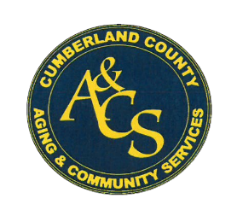 CUMBERLAND COUNTY
A&CS
AGING & COMMUNITY SERVICES